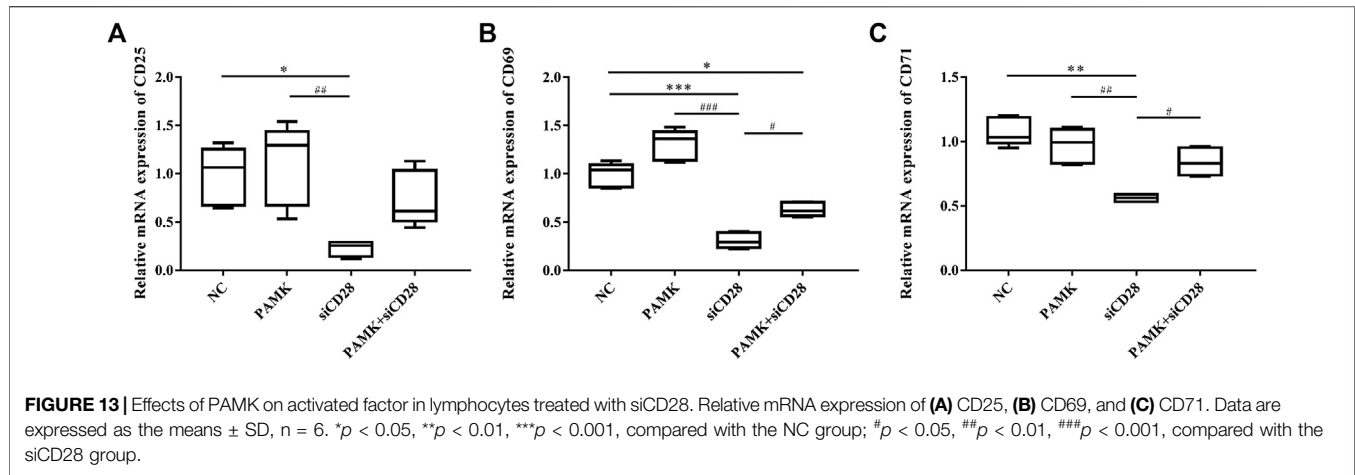 A
Relative mRNA expression of CD25
2.0
1.5
1.0
0.5
0.0
*
##
NC
PAMK
siCD28
PAMK+siCD28
B
Relative mRNA expression of CD69
2.0
1.5
1.0
0.5
0.0
*
***
###
#
NC
PAMK
siCD28
PAMK+siCD28
C
Relative mRNA expression of CD71
1.5
1.0
0.5
0.0
**
##
#
NC
PAMK
siCD28
PAMK+siCD28
FIGURE 13 | Effects of PAMK on activated factor in lymphocytes treated with siCD28. Relative mRNA expression of (A) CD25, (B) CD69, and (C) CD71. Data are
expressed as the means ± SD, n = 6. *p < 0.05, **p < 0.01, ***p < 0.001, compared with the NC group; #p < 0.05, ##p < 0.01, ###p < 0.001, compared with the
siCD28 group.